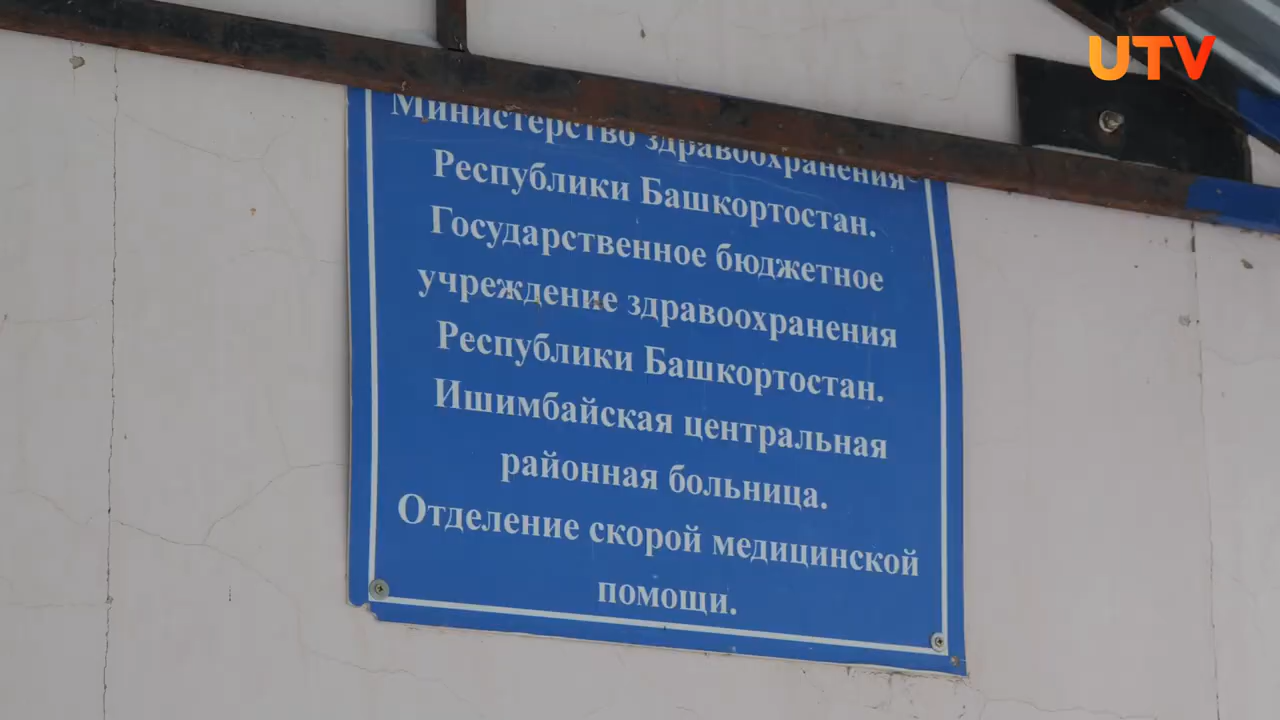 UTV
Министерство здравоохранения
Республики Башкортостан.
Государственное бюджетное
учреждение здравоохранения
Республики Башкортостан.
Ишимбайская центральная
районная больница.
Отделение скорой медицинской
помощи.